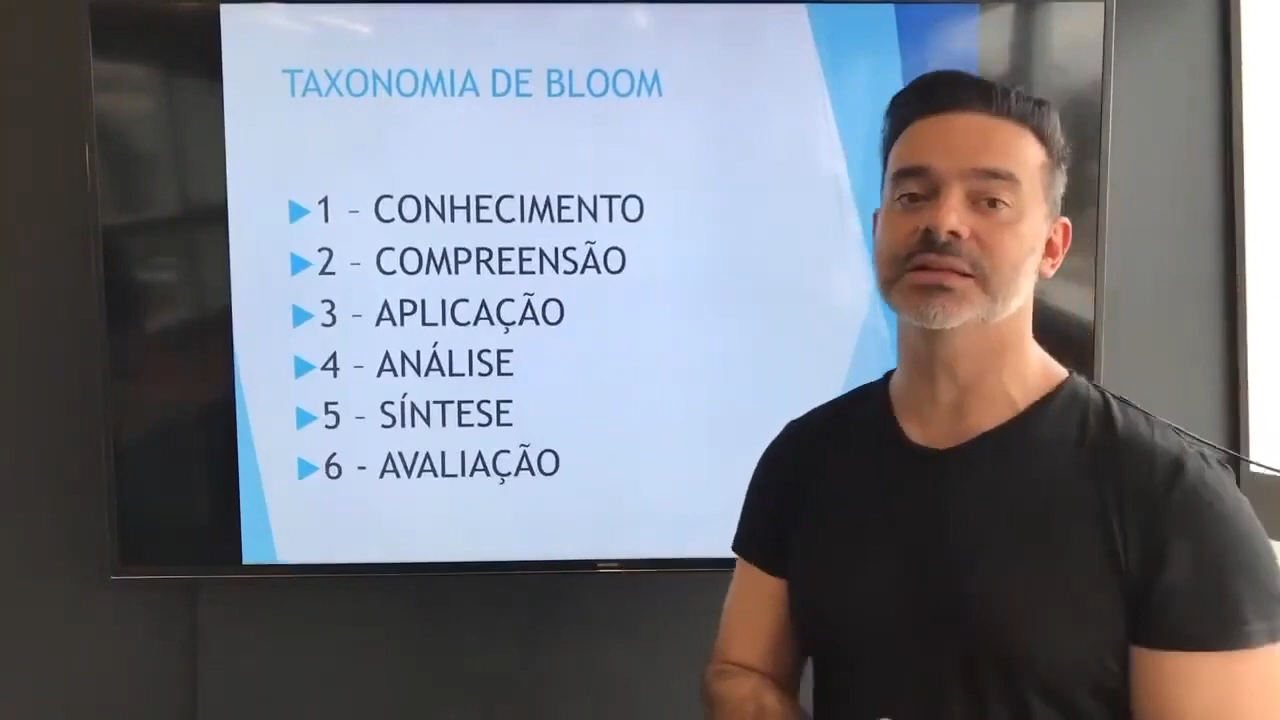 TAXONOMIA DE BLOOM
1 – CONHECIMENTO
2 – COMPREENSÃO
3 – APLICAÇÃO
4 – ANÁLISE
5 – SÍNTESE
6 - AVALIAÇÃO